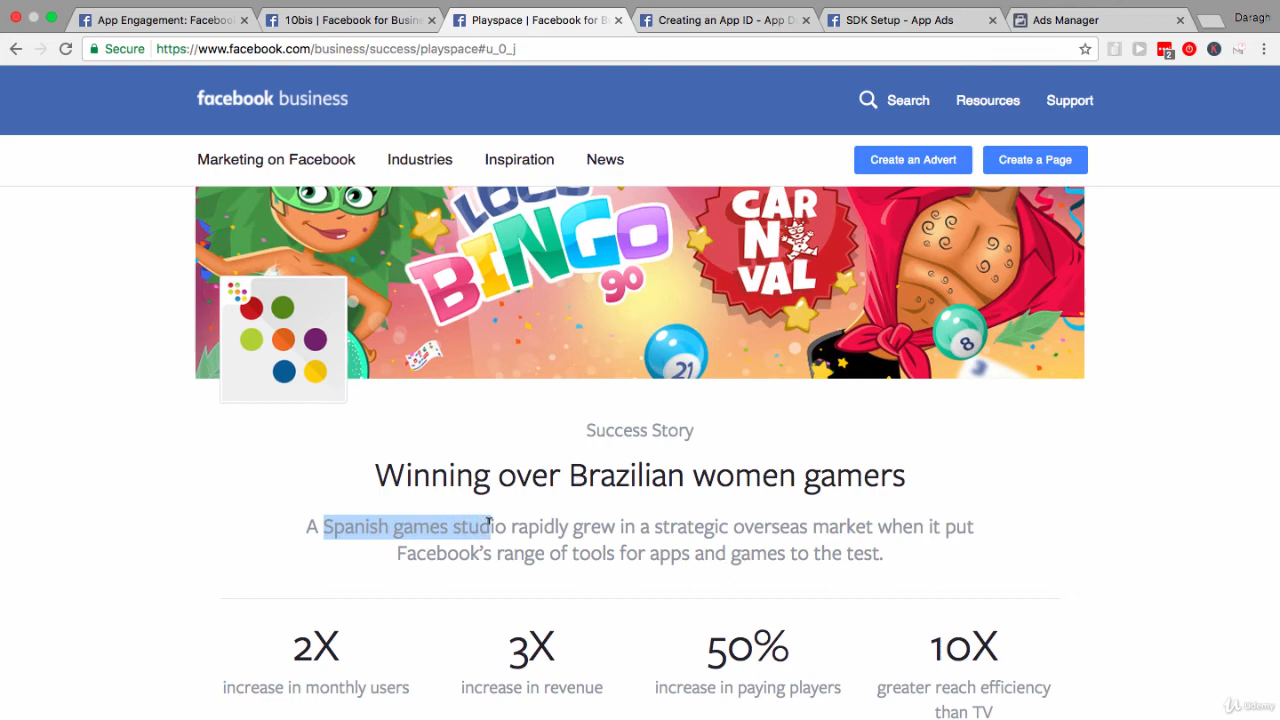 App Engagement: Facebook
10bis | Facebook for Busine
Playspace | Facebook for B
Creating an App ID - App D
SDK Setup - App Ads
Ads Manager
Daragh
Secure https://www.facebook.com/business/success/playspace#u_0_j
2
K
facebook business
Search
Resources
Support
Marketing on Facebook
Industries
Inspiration
News
Create an Advert
Create a Page
LOCO
BINGO
90
CAR
N
VAL
21
8
Success Story
Winning over Brazilian women gamers
A Spanish games studio rapidly grew in a strategic overseas market when it put
Facebook's range of tools for apps and games to the test.
2X
increase in monthly users
3X
increase in revenue
50%
increase in paying players
10X
greater reach efficiency
than TV
Udemy